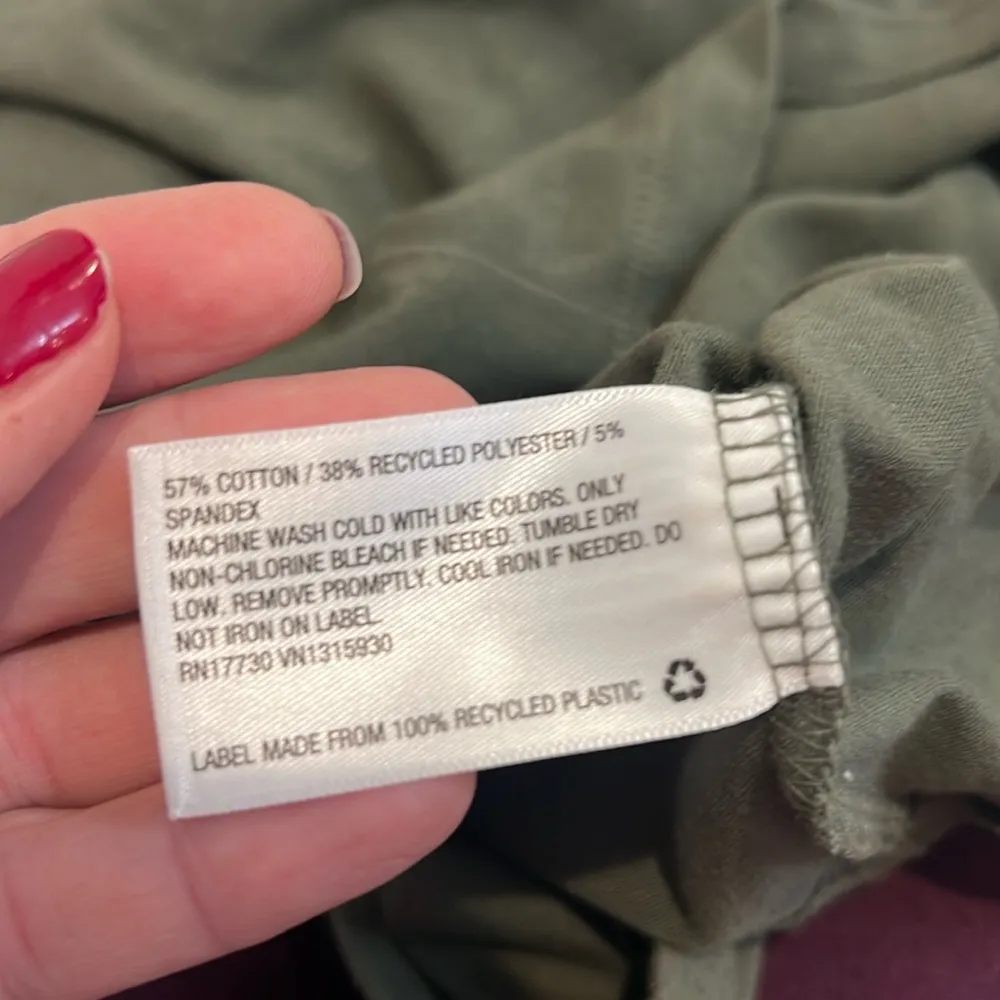 57% COTTON / 38% RECYCLED POLYESTER / 5%
SPANDEX
MACHINE WASH COLD WITH LIKE COLORS. ONLY
NON-CHLORINE BLEACH IF NEEDED. TUMBLE DRY
LOW. REMOVE PROMPTLY. COOL IRON IF NEEDED. DO
NOT IRON ON LABEL.
RN17730 VN1315930
LABEL MADE FROM 100% RECYCLED PLASTIC